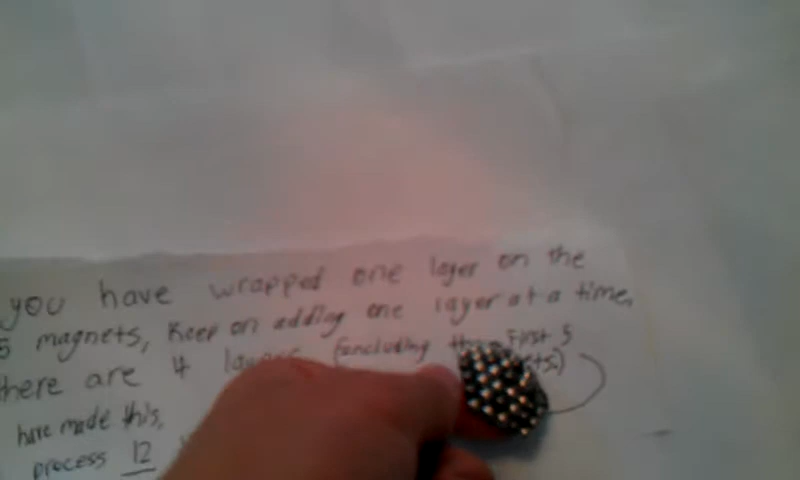 you have wrapped one layer on the
5 magnets, Keep on adding one layer at a time,
there are 4 (including the First 5
have made this,
process 12